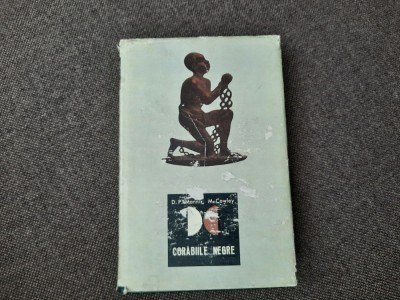 D. P. Mannix, M. Cowley
CORĂBIILE NEGRE